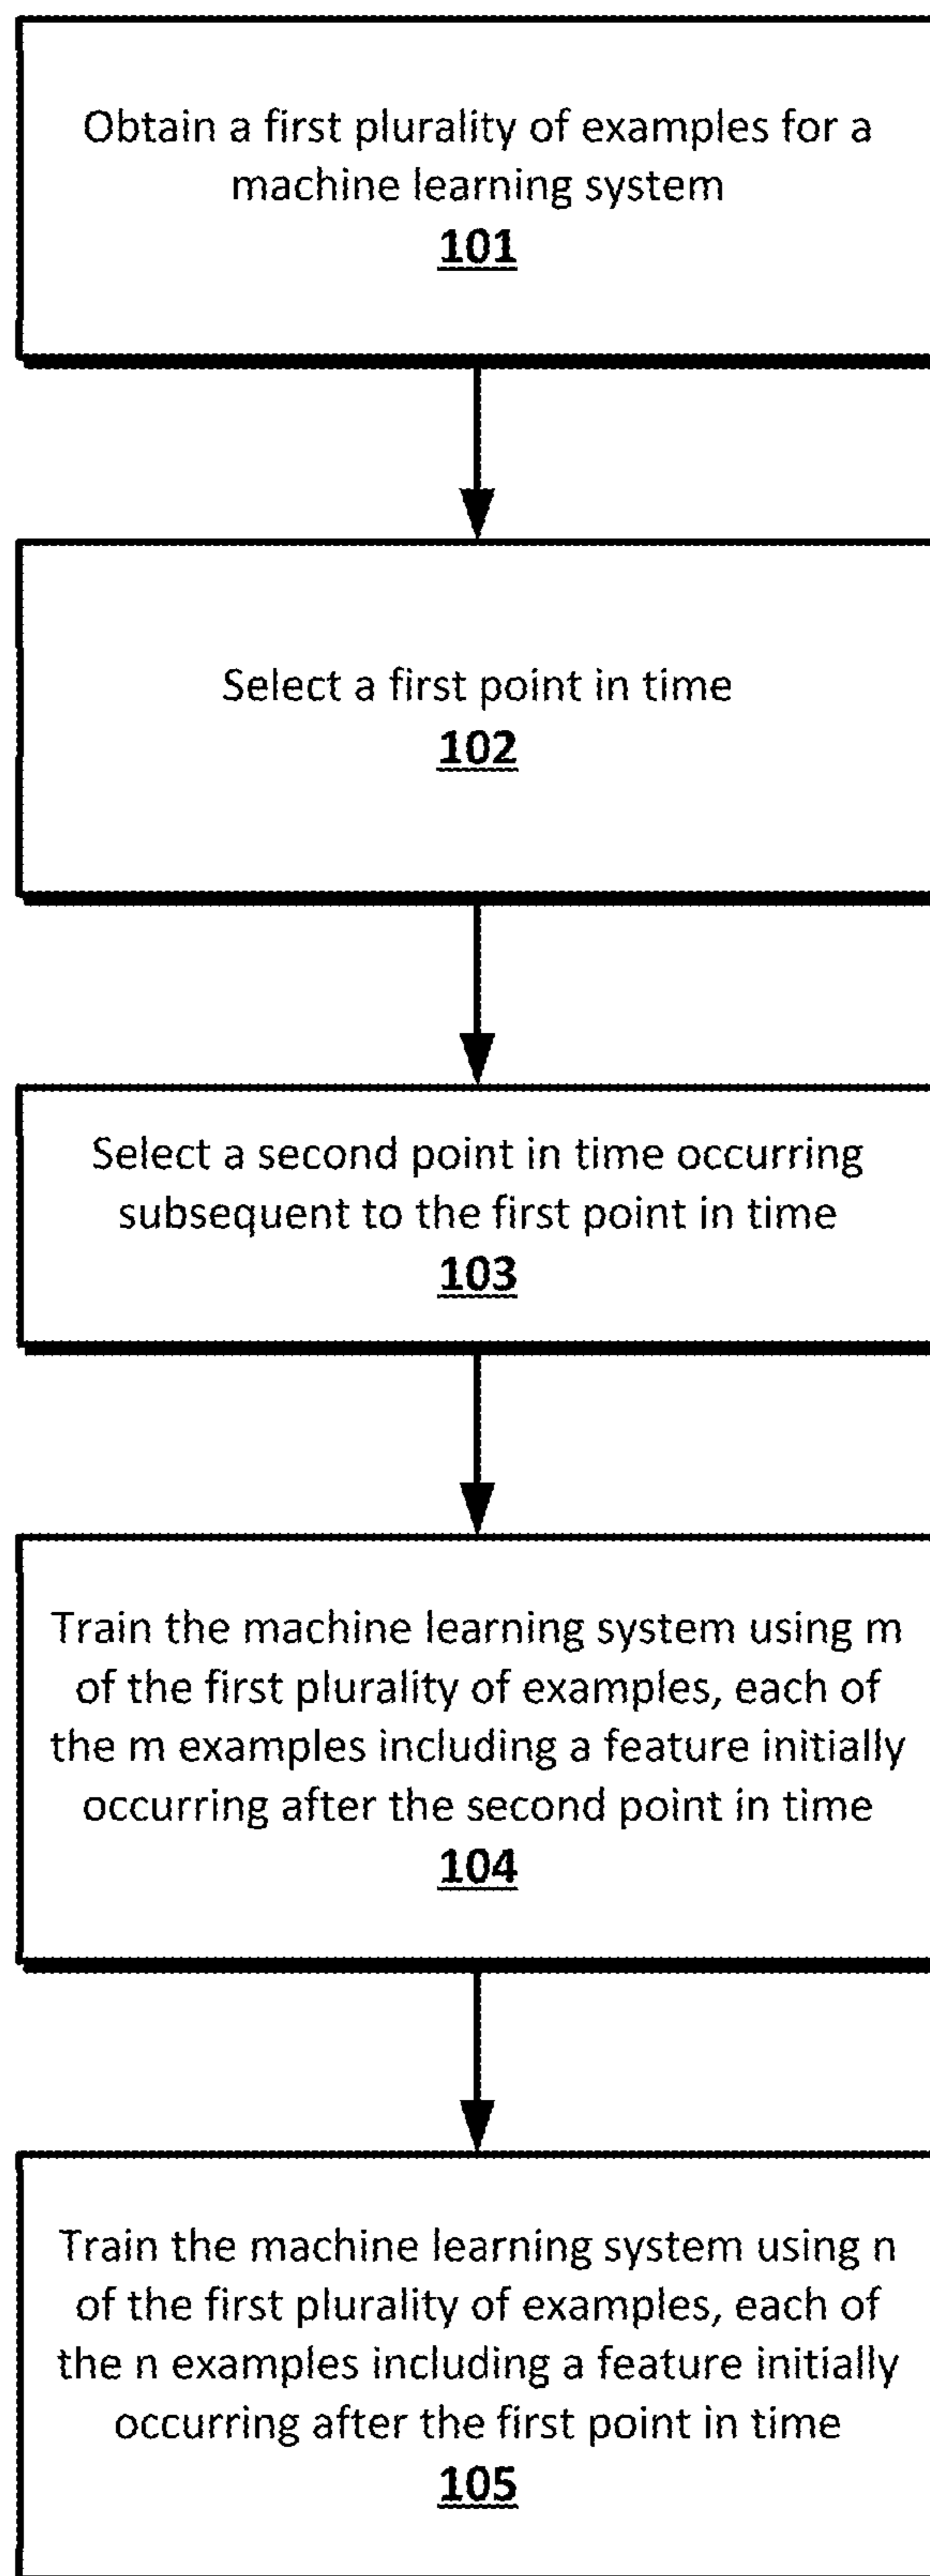 Obtain a first plurality of examples for a
machine learning system
101
Select a first point in time
102
Select a second point in time occurring
subsequent to the first point in time
103
Train the machine learning system using m
of the first plurality of examples, each of
the m examples including a feature initially
occurring after the second point in time
104
Train the machine learning system using n
of the first plurality of examples, each of
the n examples including a feature initially
occurring after the first point in time
105